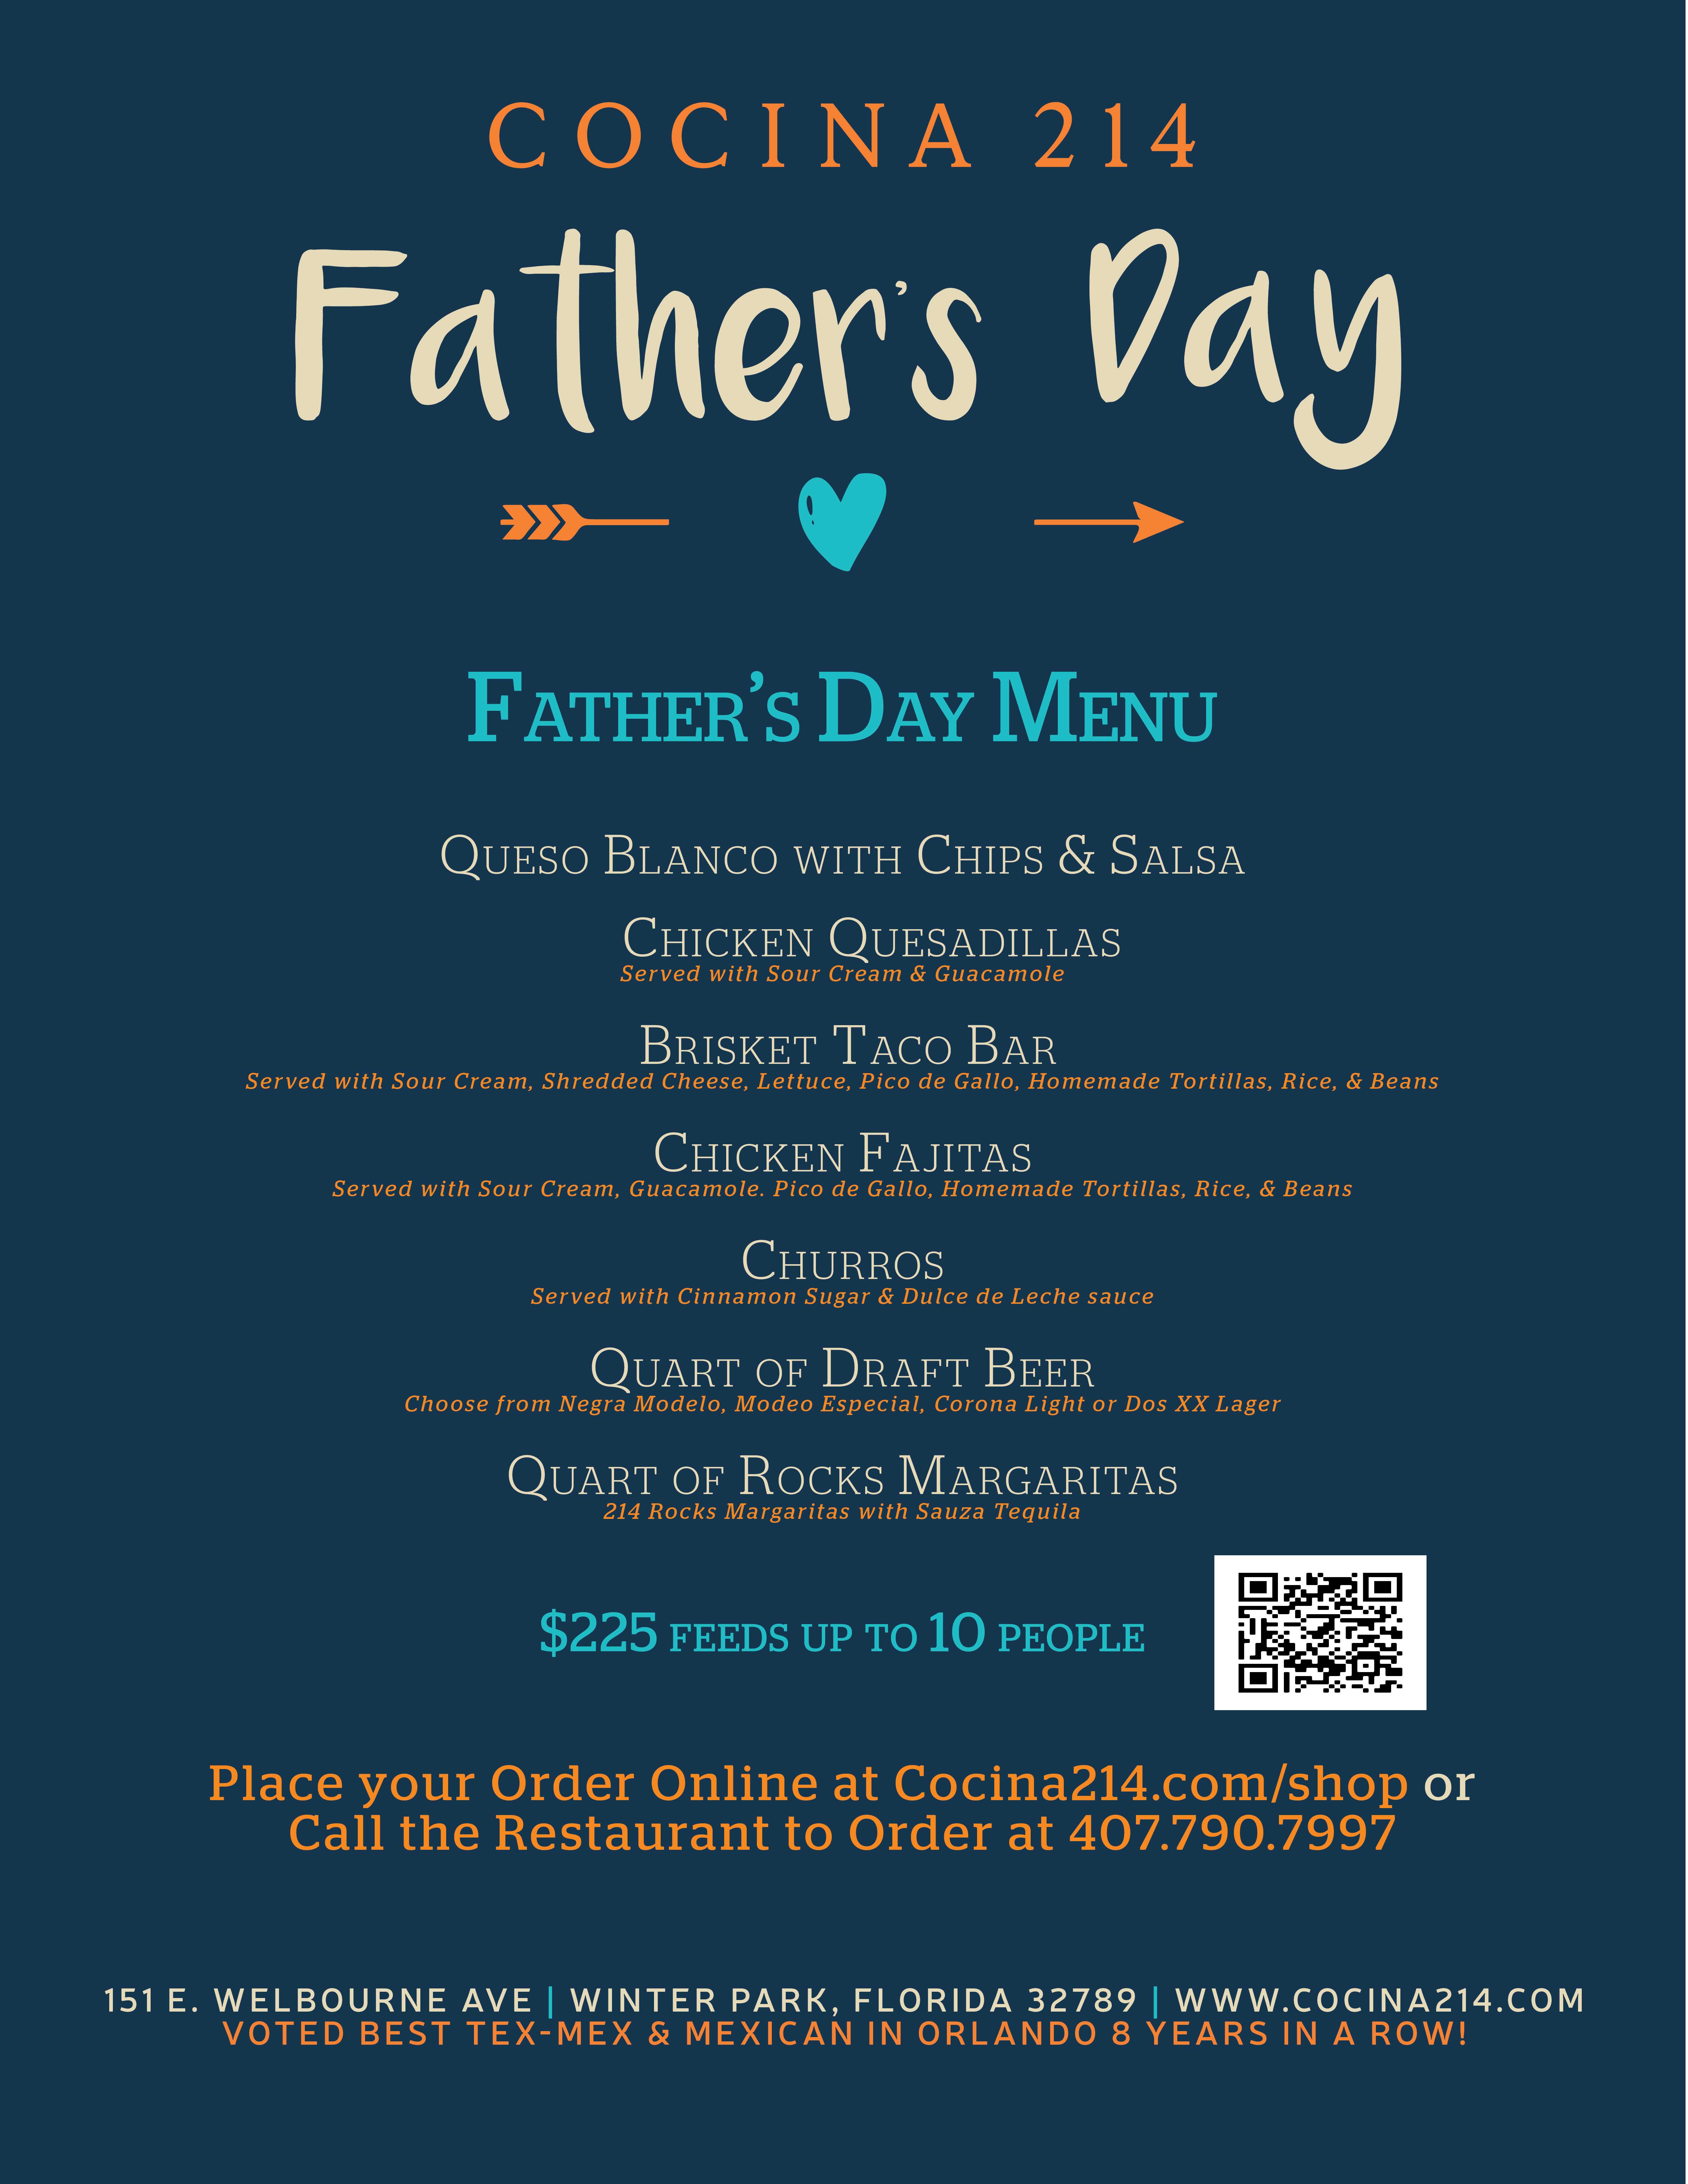 COCINA 214
Father's Day
Father's Day Menu
Queso Blanco with Chips & Salsa
Chicken Quesadillas
Served with Sour Cream & Guacamole
Brisket Taco Bar
Served with Sour Cream, Shredded Cheese, Lettuce, Pico de Gallo, Homemade Tortillas, Rice, & Beans
Chicken Fajitas
Served with Sour Cream, Guacamole. Pico de Gallo, Homemade Tortillas, Rice, & Beans
Churros
Served with Cinnamon Sugar & Dulce de Leche sauce
Quart of Draft Beer
Choose from Negra Modelo, Modeo Especial, Corona Light or Dos XX Lager
Quart of Rocks Margaritas
214 Rocks Margaritas with Sauza Tequila
$225 feeds up to 10 people
Place your Order Online at Cocina214.com/shop or
Call the Restaurant to Order at 407.790.7997
151 E. WELBOURNE AVE | WINTER PARK, FLORIDA 32789 | WWW.COCINA214.COM
VOTED BEST TEX-MEX & MEXICAN IN ORLANDO 8 YEARS IN A ROW!